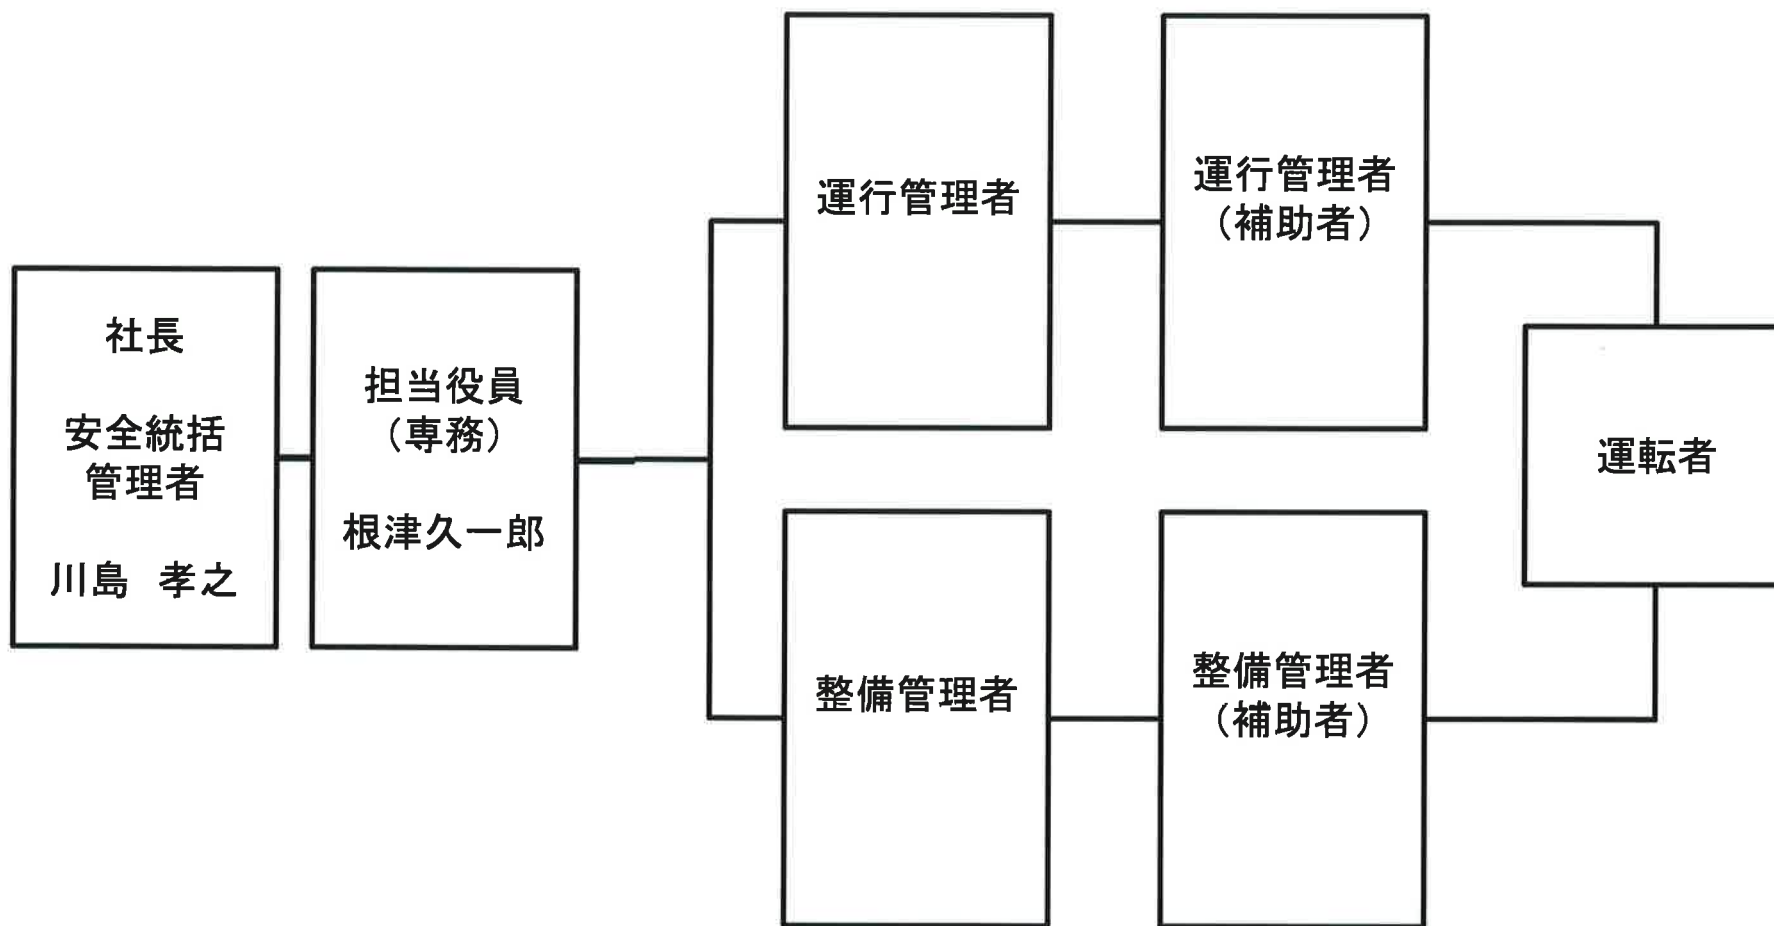 社長
安全統括
管理者
川島　孝之
担当役員
（専務）
根津久一郎
運行管理者
運行管理者
（補助者）
整備管理者
整備管理者
（補助者）
運転者